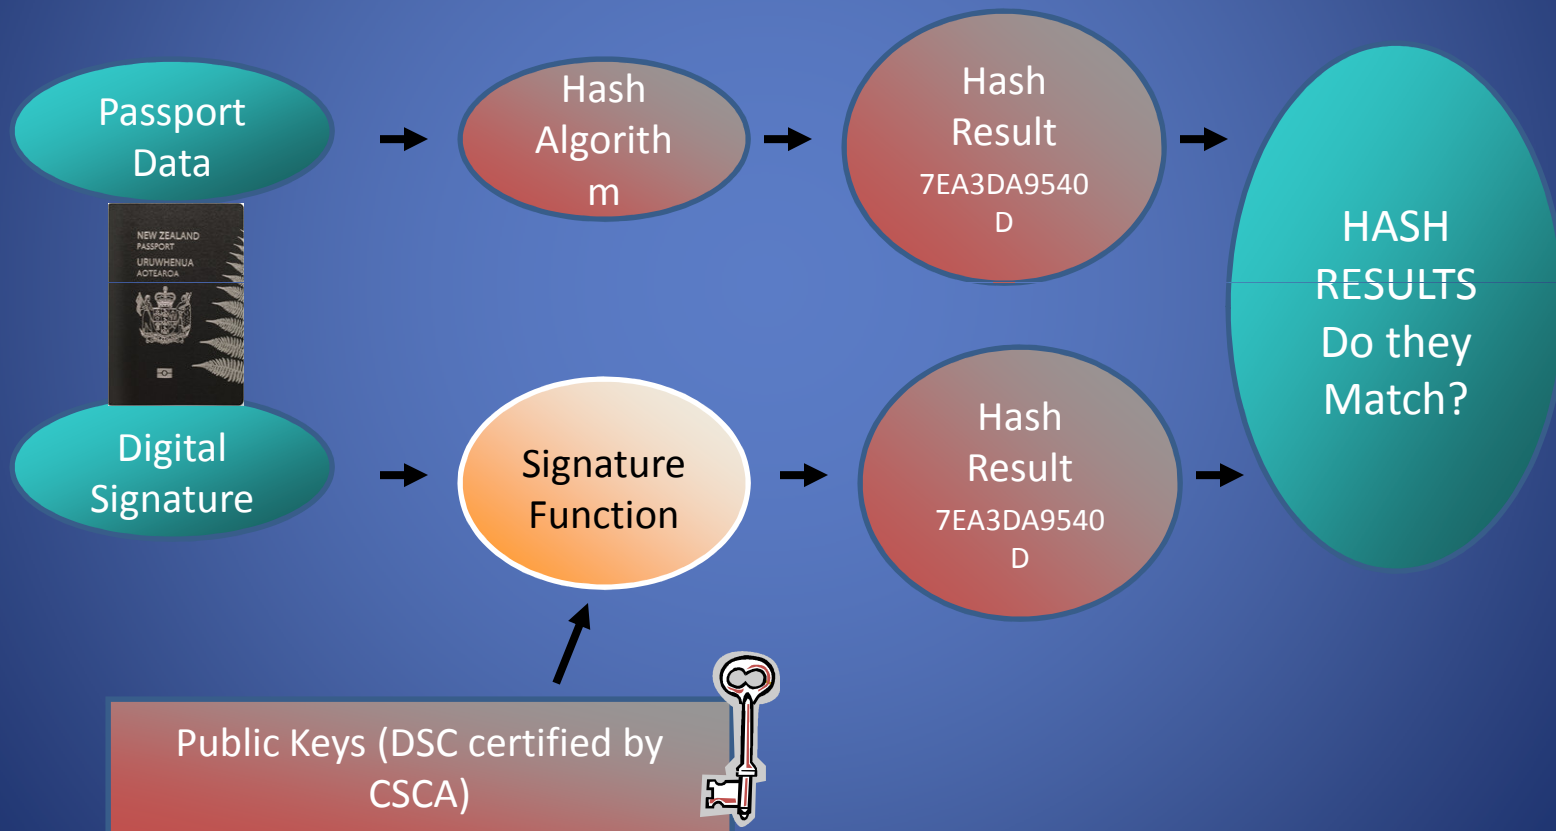 Passport
Data
Hash
Algorith
m
Hash
Result
7EA3DA9540
D
HASH
RESULTS
Do they
Match?
NEW ZEALAND
PASSPORT
URUWHENUA
AOTEAROA
Digital
Signature
Signature
Function
Hash
Result
7EA3DA9540
D
Public Keys (DSC certified by
CSCA)